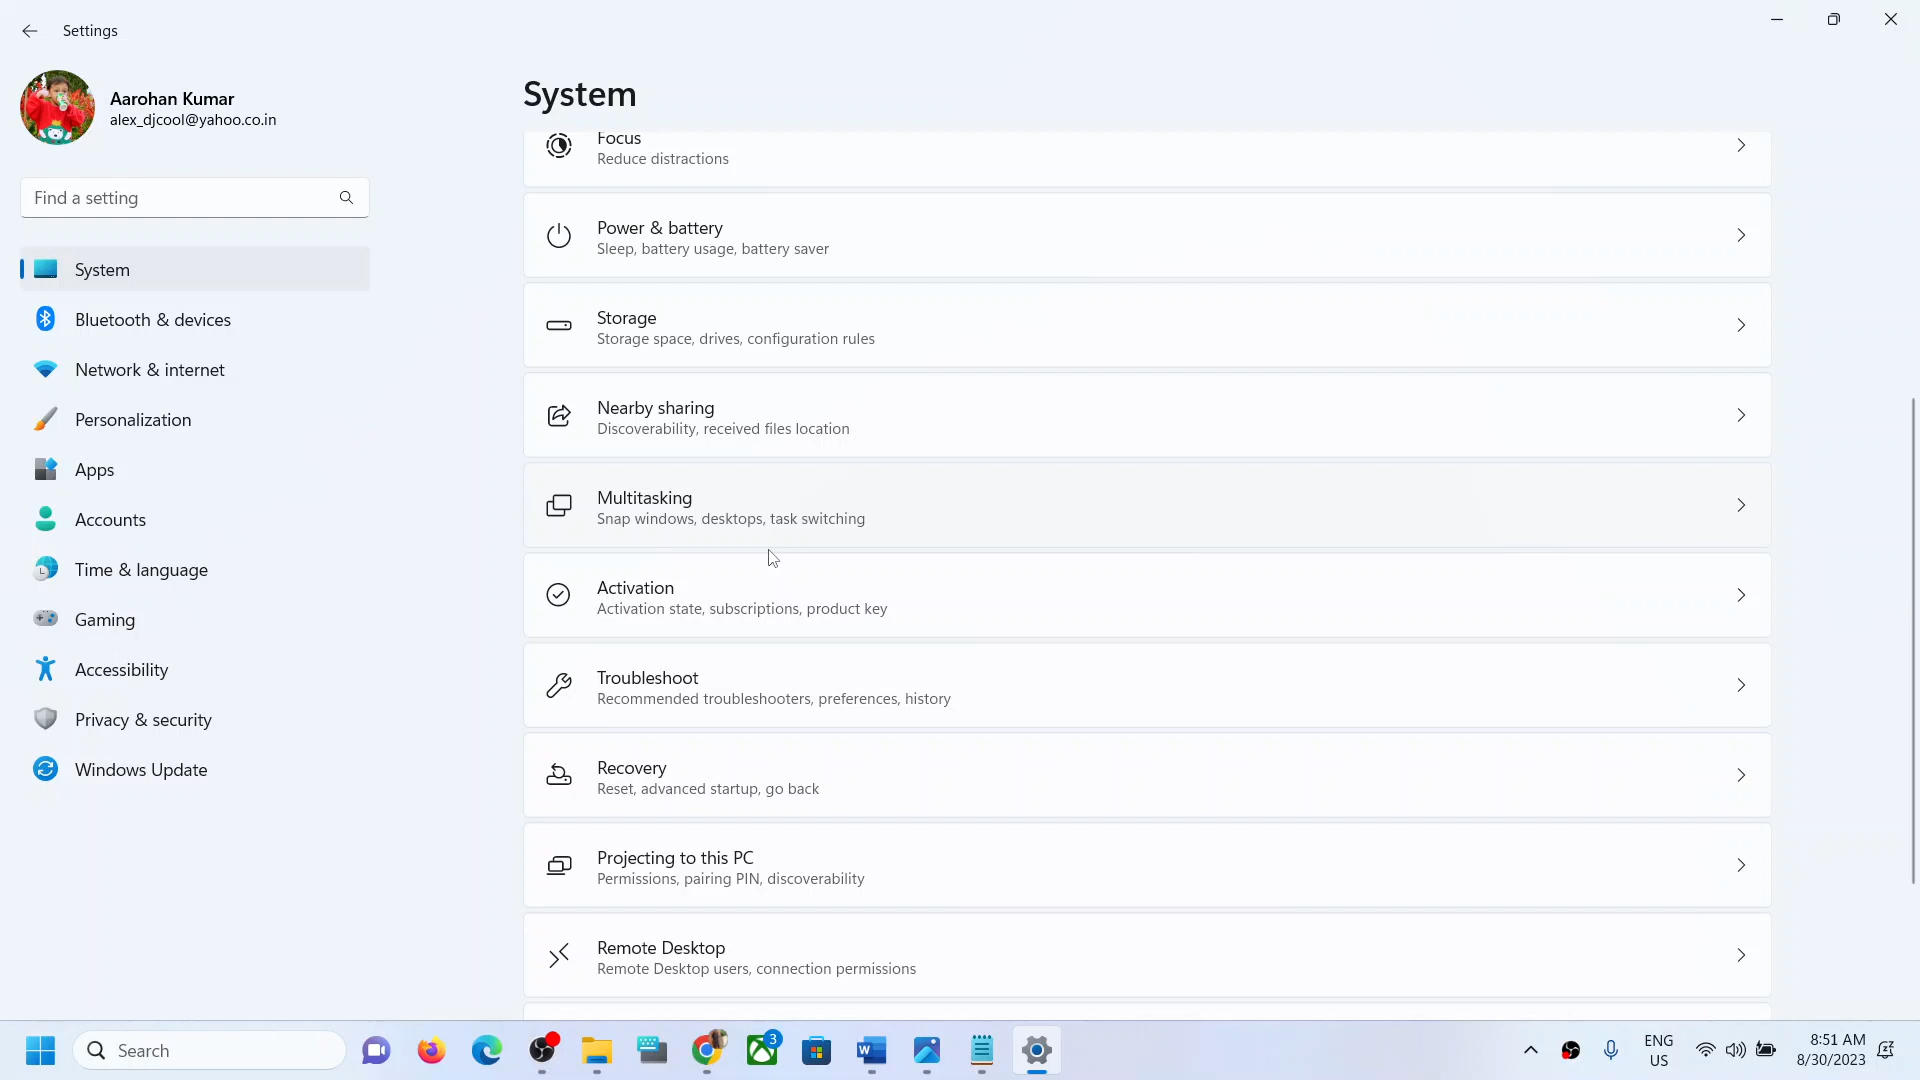 Settings
Aarohan Kumar
alex_djcool@yahoo.co.in
Find a setting
System
Bluetooth & devices
Network & internet
Personalization
Apps
Accounts
Time & language
Gaming
Accessibility
Privacy & security
Windows Update
System
Focus
Reduce distractions
Power & battery
Sleep, battery usage, battery saver
Storage
Storage space, drives, configuration rules
Nearby sharing
Discoverability, received files location
Multitasking
Snap windows, desktops, task switching
Activation
Activation state, subscriptions, product key
Troubleshoot
Recommended troubleshooters, preferences, history
Recovery
Reset, advanced startup, go back
Projecting to this PC
Permissions, pairing PIN, discoverability
Remote Desktop
Remote Desktop users, connection permissions
Search
3
W
ENG
US
8:51 AM
8/30/2023